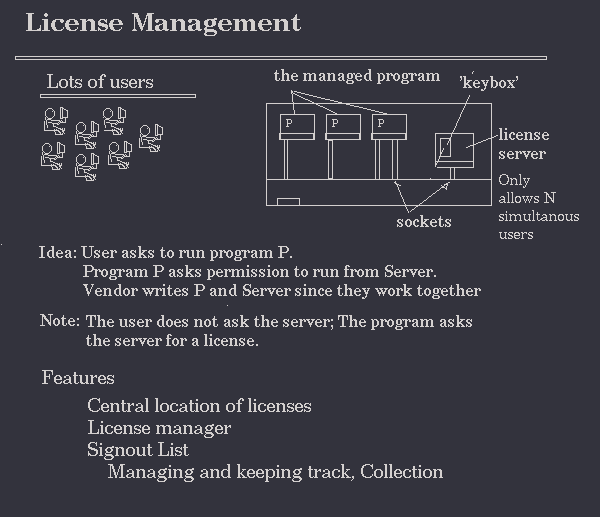 License Management
Lots of users
the managed program
'keybox'
P
P
P
license
server
Only
allows N
simultanous
users
sockets
Idea: User asks to run program P.
Program P asks permission to run from Server.
Vendor writes P and Server since they work together
Note: The user does not ask the server; The program asks
the server for a license.
Features
Central location of licenses
License manager
Signout List
Managing and keeping track, Collection